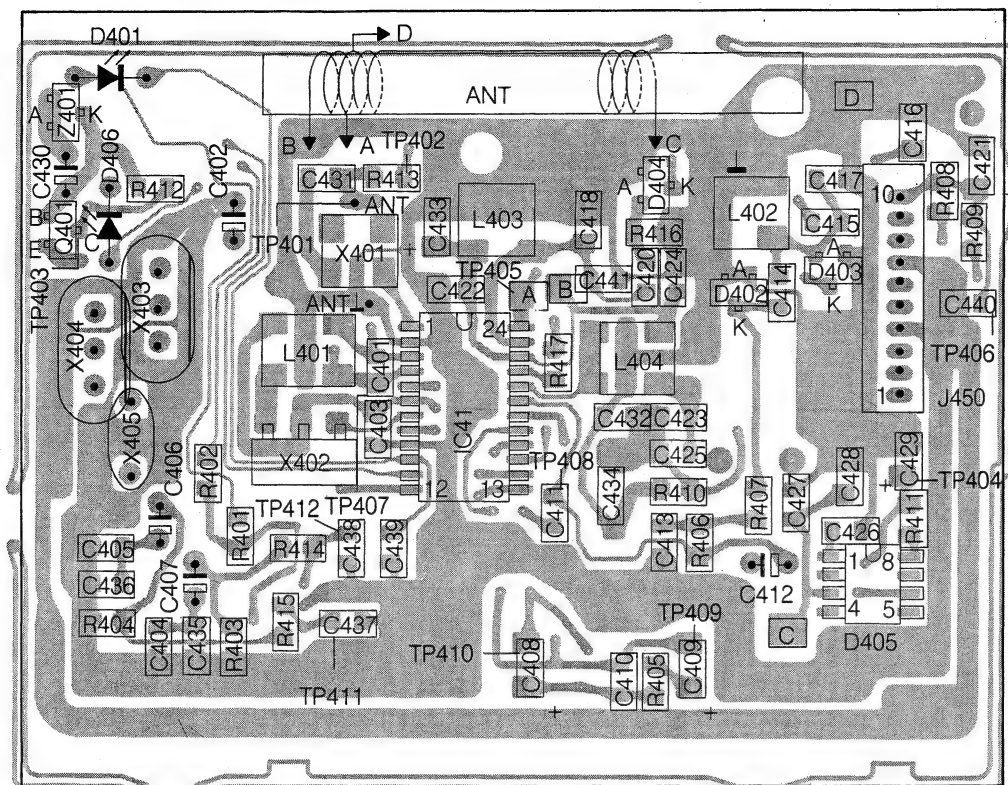 D401
D
ANT
A
Z401
K
C430
D406
R412
C402
B
A
TP402
C431
R413
C
D404
A
K
D
C416
C417
C421
10
R408
R409
B
Q401
C
E
TP403
TP401
ANT
X401
+
C433
L403
C418
R416
L402
C415
A
D403
K
X404
X403
ANT
C422
TP405
A
B
C441
C420
C424
A
D402
K
C414
C440
L401
C401
1
24
R417
L404
TP406
1
J450
X405
C403
IC41
C432
C423
C425
C406
R402
X402
12
13
TP408
C434
R410
R407
C427
C428
C429
+
TP404
R401
TP412
TP407
C438
C439
C411
C413
R406
C426
R411
C405
R414
C436
C407
1
8
C412
4
5
R404
C404
C435
R403
R415
C437
TP409
C
D405
TP410
C408
C410
R405
C409
TP411
+
+